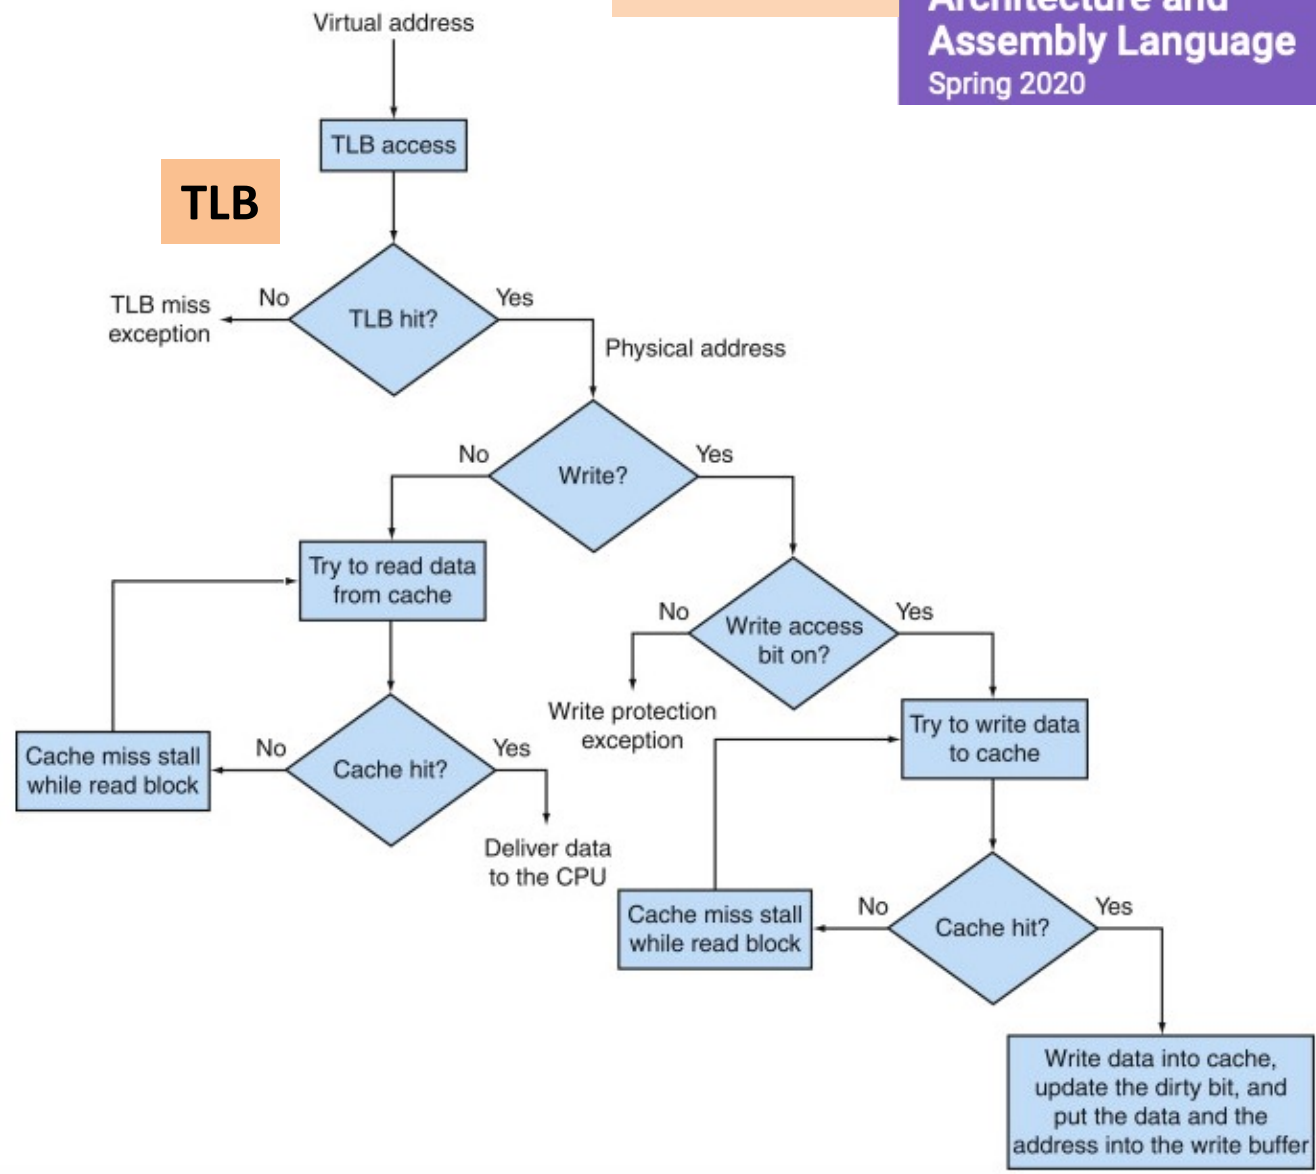 Architecture and
Assembly Language
Spring 2020
Virtual address
TLB access
TLB
TLB hit?
No
Yes
TLB miss
exception
Physical address
Write?
No
Yes
Try to read data
from cache
Write access
bit on?
No
Yes
Write protection
exception
Try to write data
to cache
Cache miss stall
while read block
No
Cache hit?
Yes
Deliver data
to the CPU
Cache miss stall
while read block
No
Cache hit?
Yes
Write data into cache,
update the dirty bit, and
put the data and the
address into the write buffer